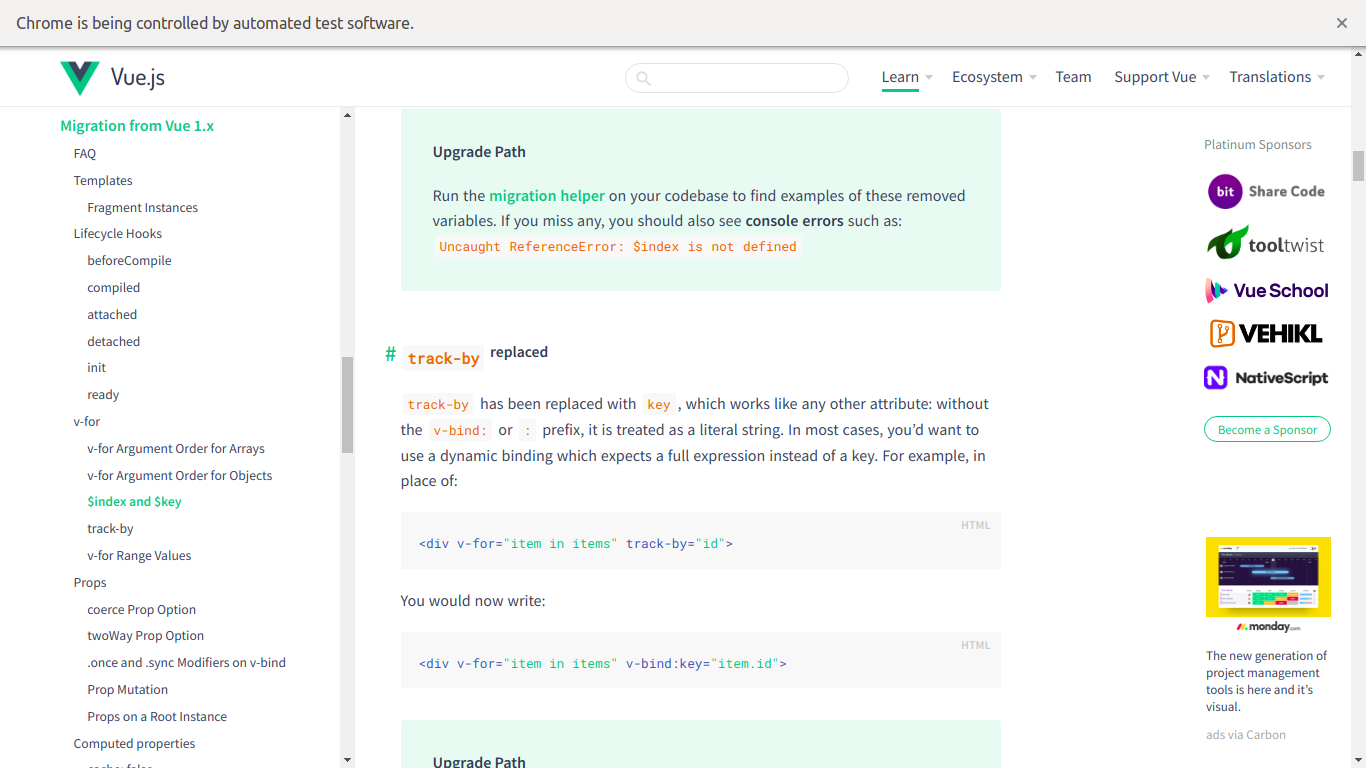 Chrome is being controlled by automated test software.
Vue.js
Learn
Ecosystem
Team
Support Vue
Translations
Migration from Vue 1.x
FAQ
Templates
Fragment Instances
Lifecycle Hooks
beforeCompile
compiled
attached
detached
init
ready
v-for
v-for Argument Order for Arrays
v-for Argument Order for Objects
$index and $key
track-by
v-for Range Values
Props
coerce Prop Option
twoWay Prop Option
.once and .sync Modifiers on v-bind
Prop Mutation
Props on a Root Instance
Computed properties
cache: false
Upgrade Path
Run the migration helper on your codebase to find examples of these removed
variables. If you miss any, you should also see console errors such as:
Uncaught ReferenceError: $index is not defined
# track-by replaced
track-by has been replaced with key, which works like any other attribute: without
the v-bind: or : prefix, it is treated as a literal string. In most cases, you’d want to
use a dynamic binding which expects a full expression instead of a key. For example, in
place of:
HTML
<div v-for="item in items" track-by="id">
You would now write:
HTML
<div v-for="item in items" v-bind:key="item.id">
Upgrade Path
Platinum Sponsors
bit Share Code
tooltwist
Vue School
VEHIKL
NativeScript
Become a Sponsor
monday.com
The new generation of
project management
tools is here and it’s
visual.
ads via Carbon